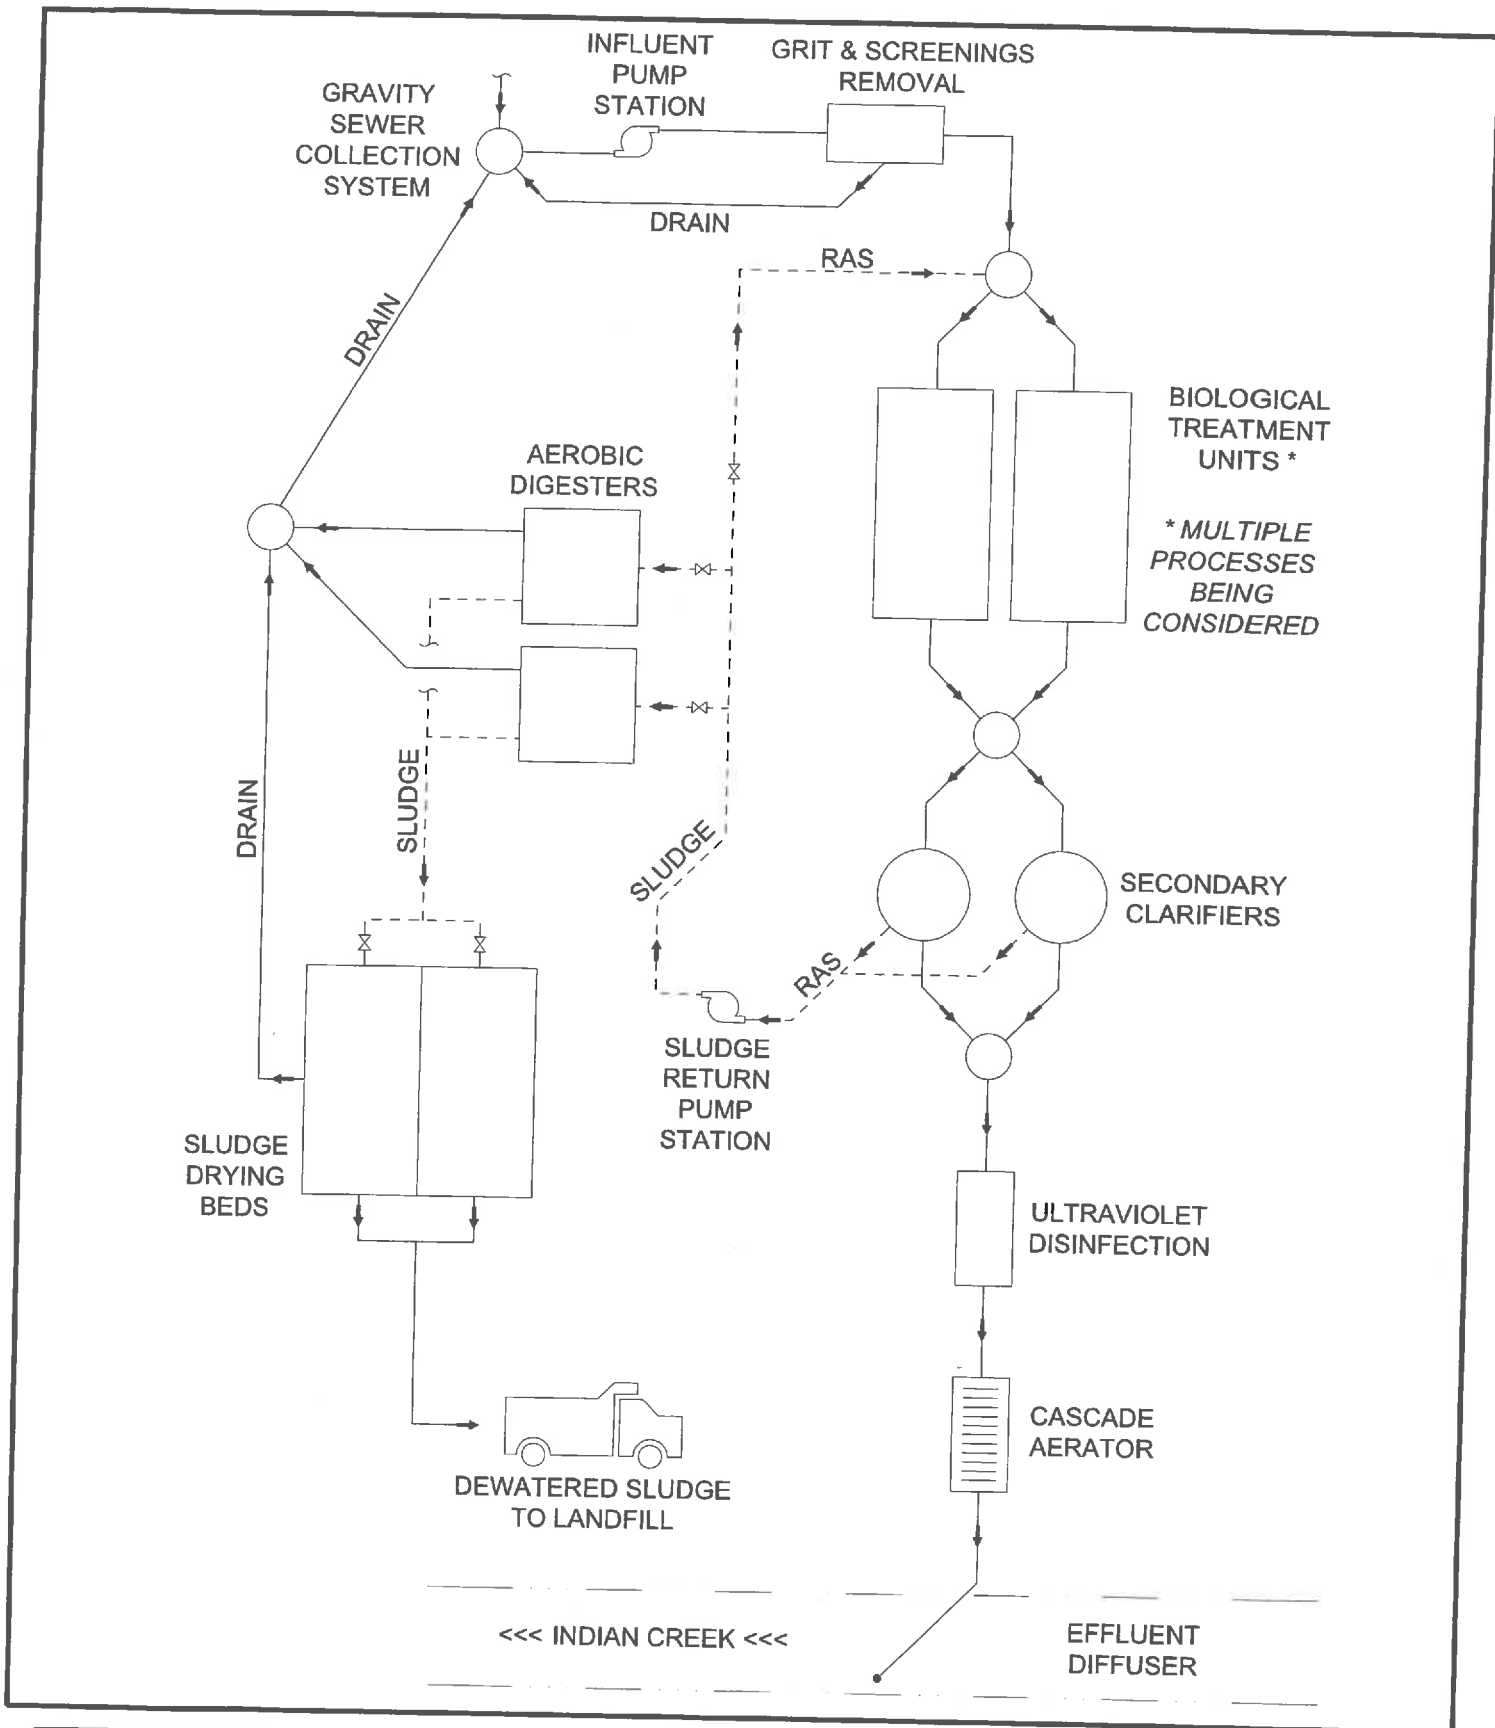 INFLUENT
PUMP
STATION
GRIT & SCREENINGS
REMOVAL
GRAVITY
SEWER
COLLECTION
SYSTEM
DRAIN
RAS
DRAIN
BIOLOGICAL
TREATMENT
UNITS *
* MULTIPLE
PROCESSES
BEING
CONSIDERED
AEROBIC
DIGESTERS
DRAIN
SLUDGE
SLUDGE
SECONDARY
CLARIFIERS
RAS
SLUDGE
RETURN
PUMP
STATION
SLUDGE
DRYING
BEDS
ULTRAVIOLET
DISINFECTION
CASCADE
AERATOR
DEWATERED SLUDGE
TO LANDFILL
<<< INDIAN CREEK <<<
EFFLUENT
DIFFUSER